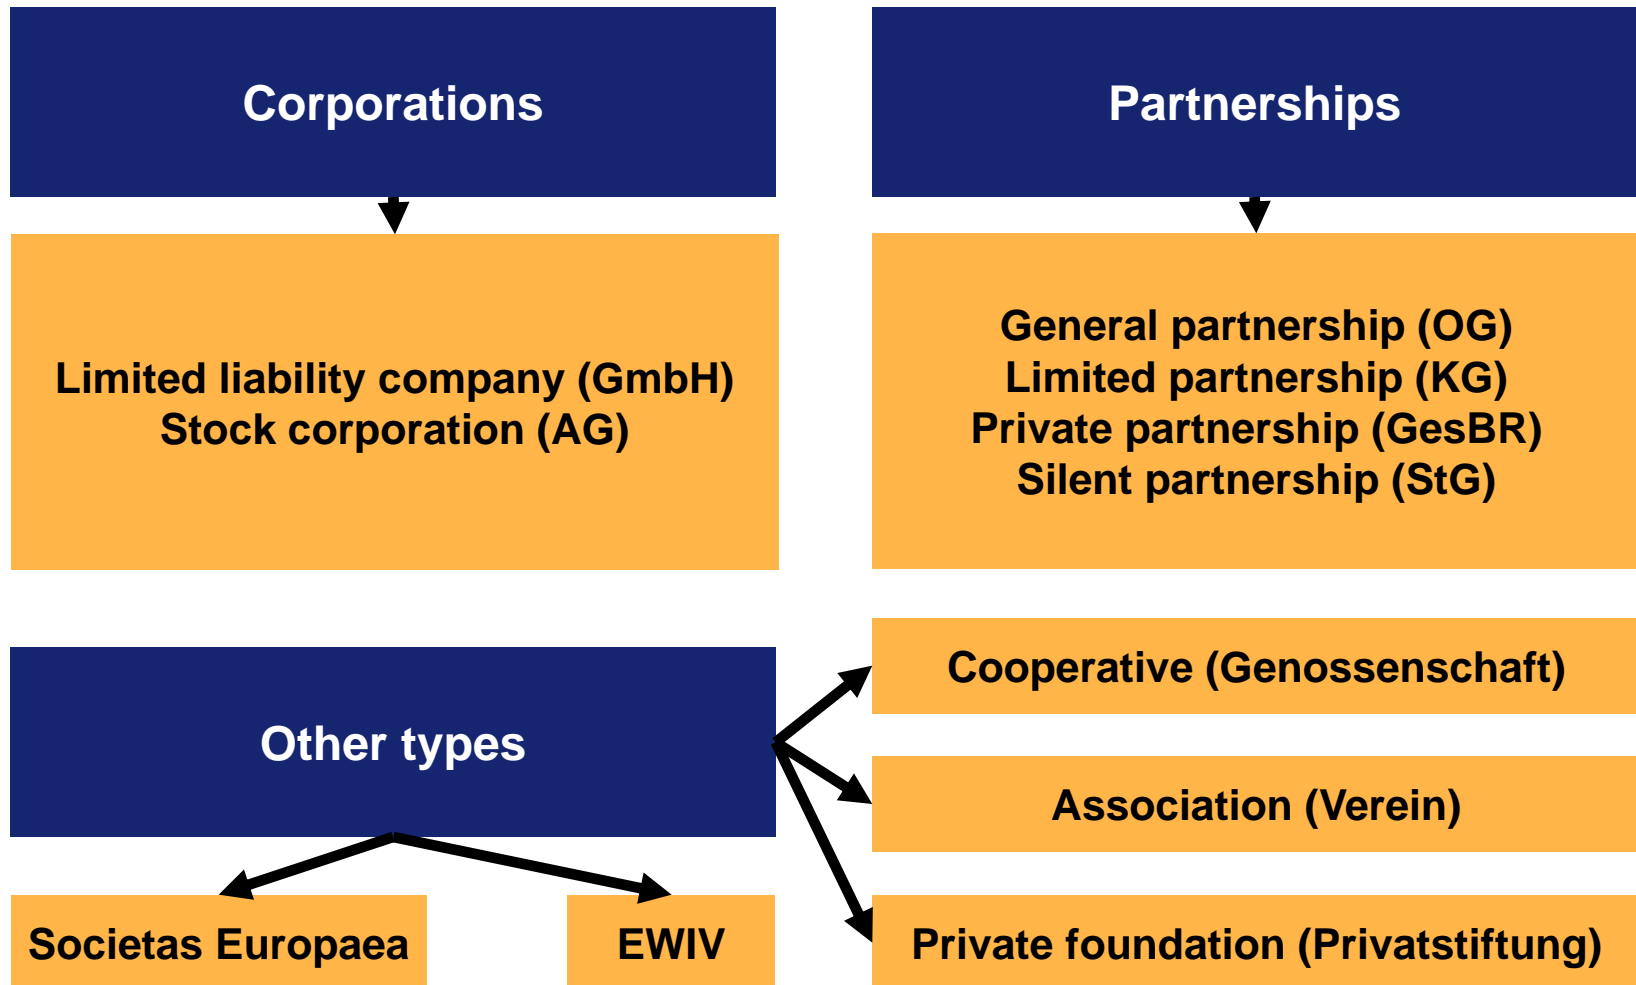 Corporations
Partnerships
Limited liability company (GmbH)
Stock corporation (AG)
General partnership (OG)
Limited partnership (KG)
Private partnership (GesBR)
Silent partnership (StG)
Other types
Cooperative (Genossenschaft)
Association (Verein)
Private foundation (Privatstiftung)
Societas Europaea
EWIV